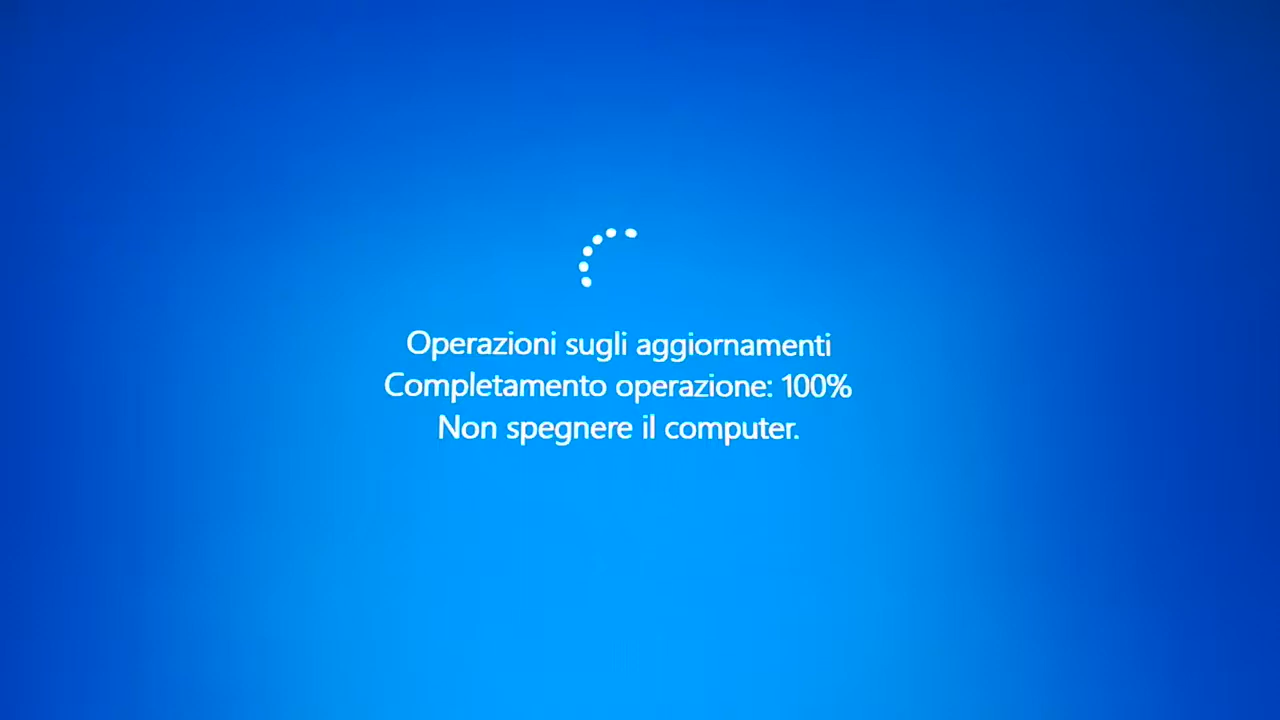 Operazioni sugli aggiornamenti
Completamento operazione: 100%
Non spegnere il computer.